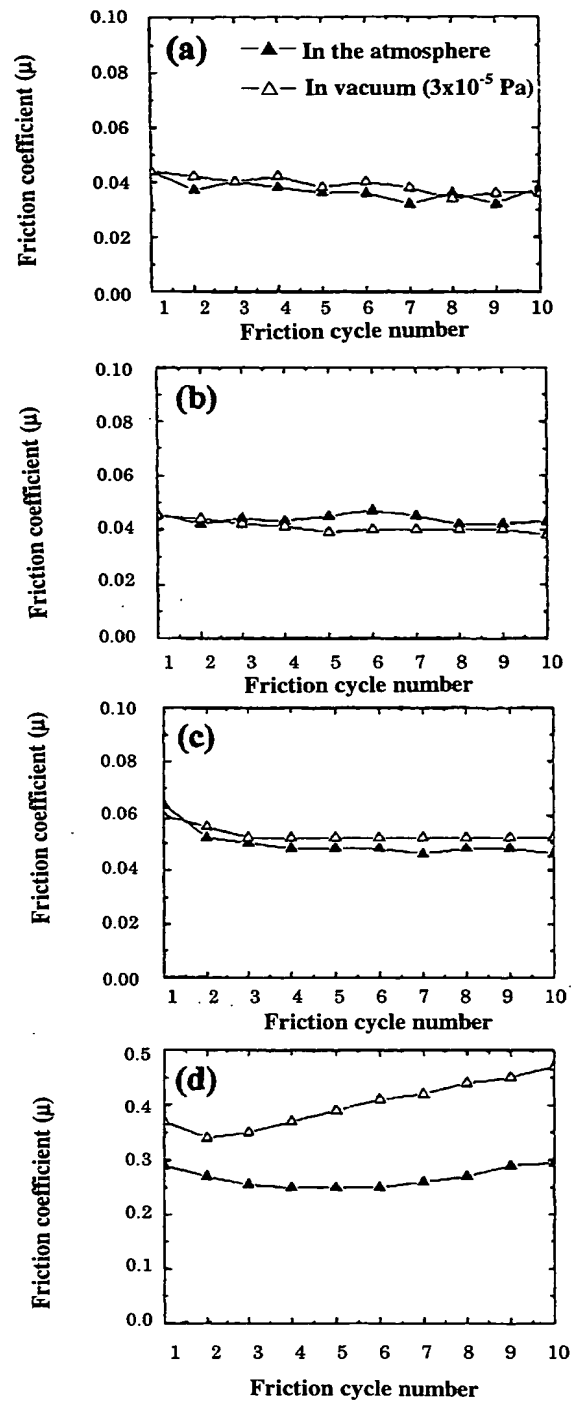 (a)
In the atmosphere
In vacuum (3x10⁻⁵ Pa)
Friction coefficient (μ)
0.10
0.08
0.06
0.04
0.02
0.00
1 2 3 4 5 6 7 8 9 10
Friction cycle number
(b)
Friction coefficient (μ)
0.10
0.08
0.06
0.04
0.02
0.00
1 2 3 4 5 6 7 8 9 10
Friction cycle number
(c)
Friction coefficient (μ)
0.10
0.08
0.06
0.04
0.02
0.00
1 2 3 4 5 6 7 8 9 10
Friction cycle number
(d)
Friction coefficient (μ)
0.5
0.4
0.3
0.2
0.1
0.0
1 2 3 4 5 6 7 8 9 10
Friction cycle number